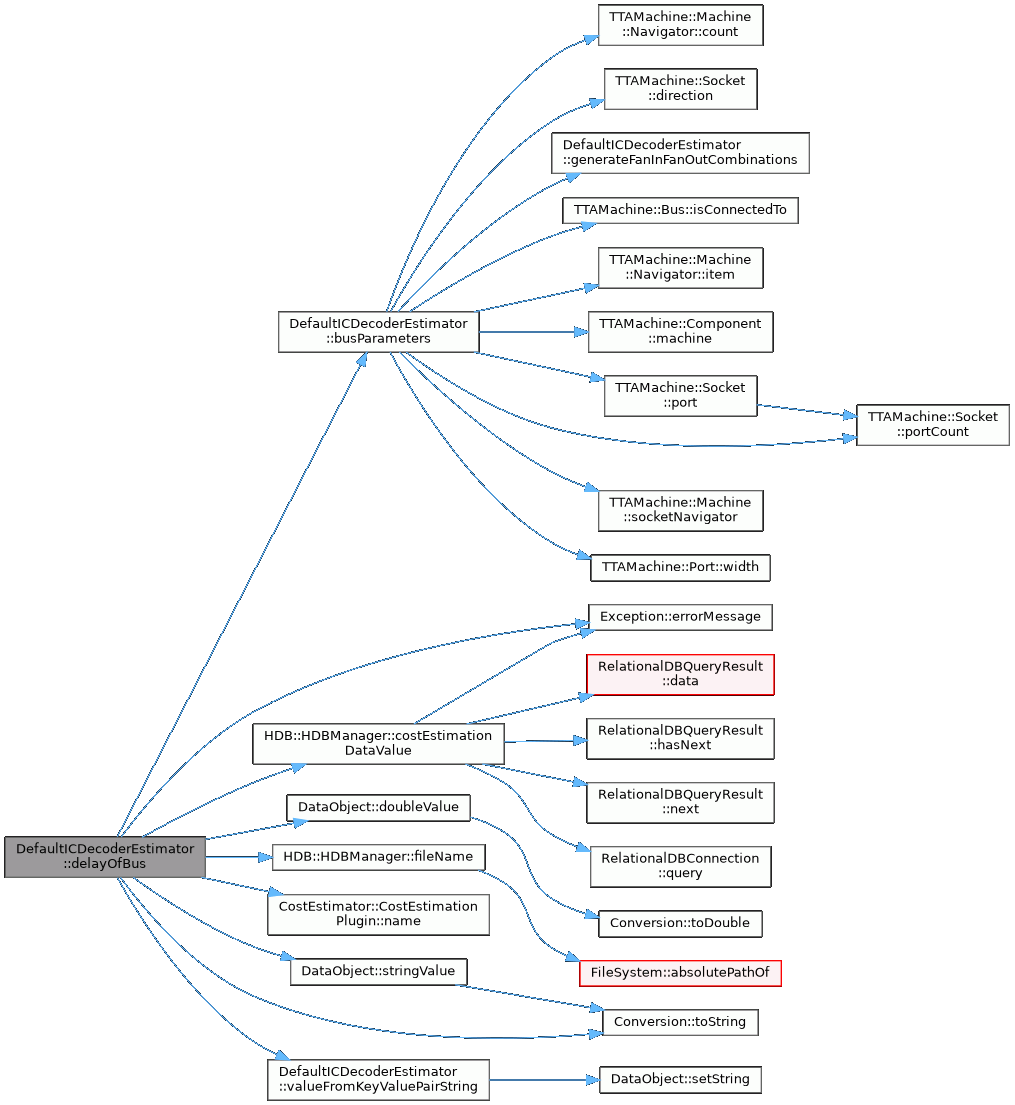 TTAMachine::Machine
::Navigator::count
TTAMachine::Socket
::direction
DefaultICDecoderEstimator
::generateFanInFanOutCombinations
TTAMachine::Bus::isConnectedTo
TTAMachine::Machine
::Navigator::item
DefaultICDecoderEstimator
::busParameters
TTAMachine::Component
::machine
TTAMachine::Socket
::port
TTAMachine::Socket
::portCount
TTAMachine::Machine
::socketNavigator
TTAMachine::Port::width
Exception::errorMessage
RelationalDBQueryResult
::data
HDB::HDBManager::costEstimation
DataValue
RelationalDBQueryResult
::hasNext
RelationalDBQueryResult
::next
DataObject::doubleValue
DefaultICDecoderEstimator
::delayOfBus
HDB::HDBManager::fileName
RelationalDBConnection
::query
CostEstimator::CostEstimation
Plugin::name
Conversion::toDouble
DataObject::stringValue
FileSystem::absolutePathOf
Conversion::toString
DefaultICDecoderEstimator
::valueFromKeyValuePairString
DataObject::setString